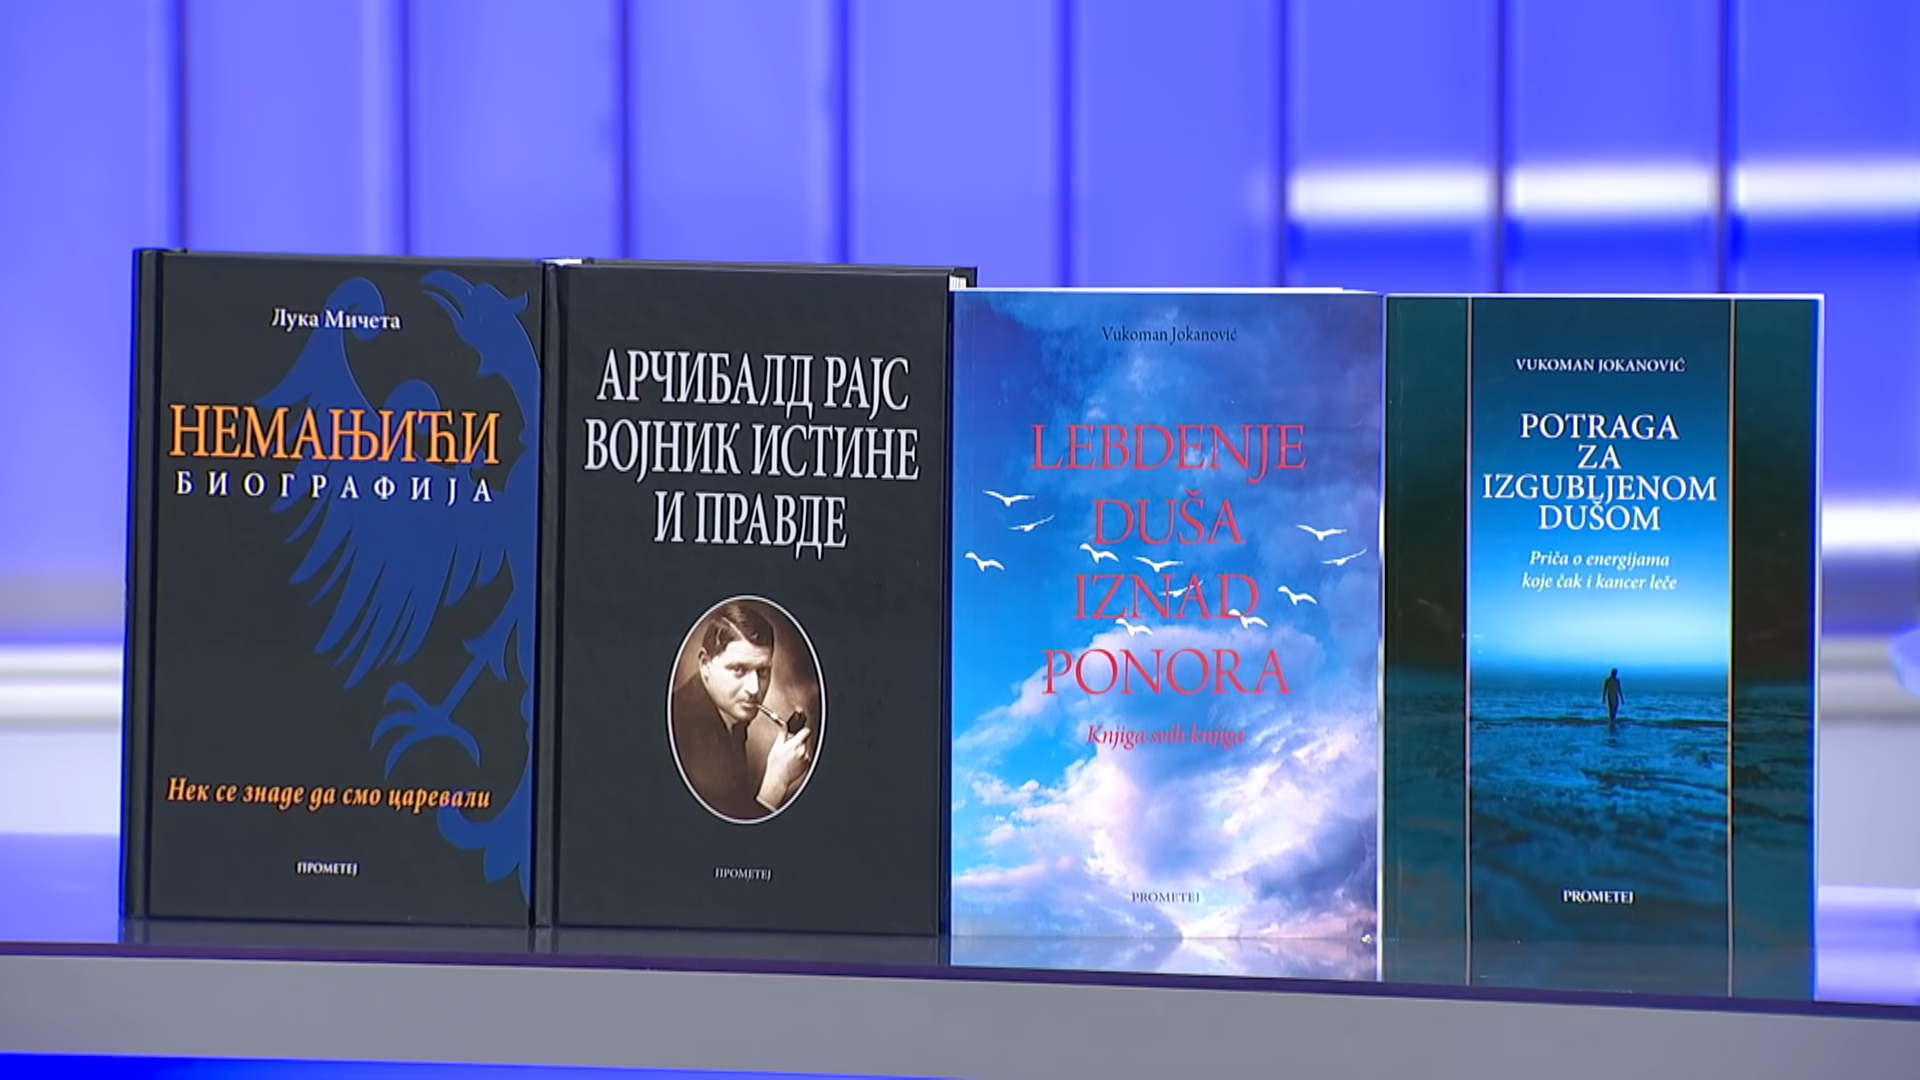 Лука Мичета
НЕМАЊИЋИ
БИОГРАФИЈА
Нек се знаде да смо царевали
ПРОМЕТЕЈ
АРЧИБАЛД РАЈС
ВОЈНИК ИСТИНЕ
И ПРАВДЕ
ПРОМЕТЕЈ
Vukoman Jokanović
LEBDENJE
DUŠA
IZNAD
PONORA
Knjiga svih knjiga
PROMETEJ
VUKOMAN JOKANOVIĆ
POTRAGA
ZA
IZGUBLJENOM
DUŠOM
Priča o energijama
koje čak i kancer leče
PROMETEJ